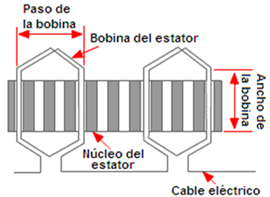 Paso de
la bobina
Bobina del estator
Ancho de
la bobina
Núcleo del
estator
Cable eléctrico